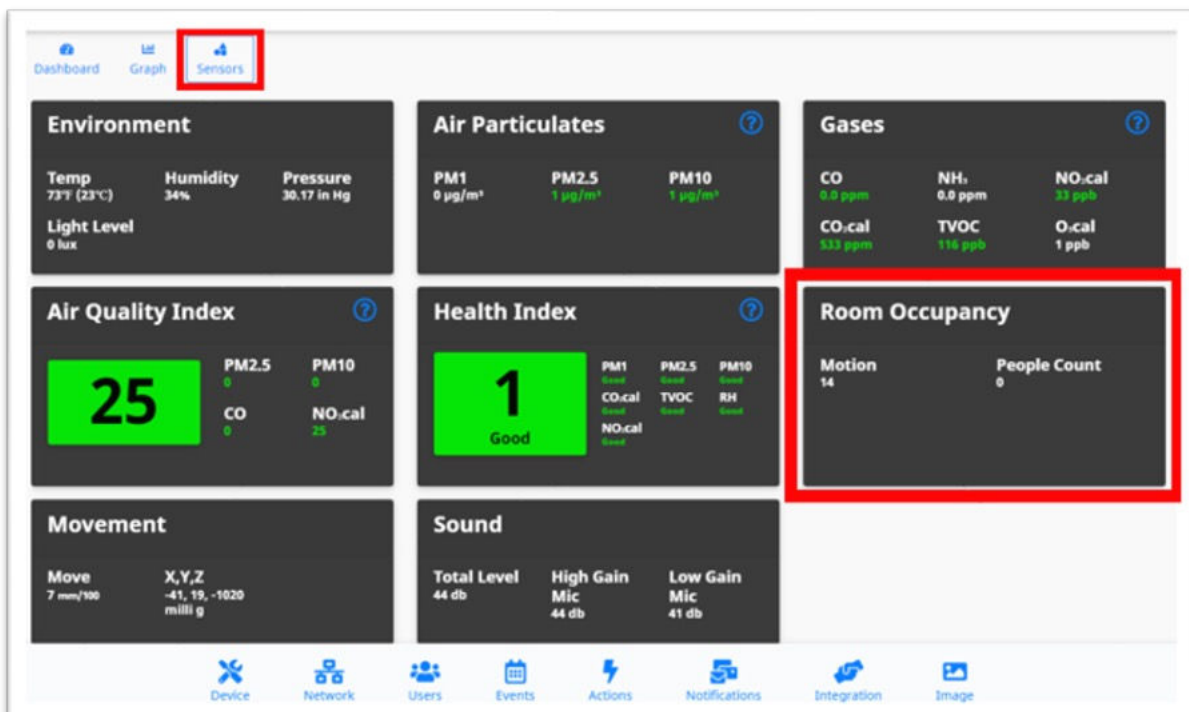 Dashboard Graph Sensors
Environment
Temp Humidity Pressure
73°F (23°C) 34% 30.17 in Hg
Light Level
0 lux
Air Particulates
PM1 PM2.5 PM10
0 µg/m³ 1 µg/m³ 1 µg/m³
Gases
CO NH₃ NO₂cal
0.0 ppm 0.0 ppm 33 ppb
CO₂cal TVOC O₃cal
533 ppm 116 ppb 1 ppb
Air Quality Index
25
PM2.5 PM10
0 0
CO NO₂cal
0 25
Health Index
1
Good
PM1 PM2.5 PM10
Good Good Good
CO₂cal TVOC RH
Good Good Good
NO₂cal
Good
Room Occupancy
Motion People Count
14 0
Movement
Move X,Y,Z
7 mm/100 -41, 19, -1020
milli g
Sound
Total Level High Gain Low Gain
44 db Mic Mic
44 db 41 db
Device Network Users Events Actions Notifications Integration Image